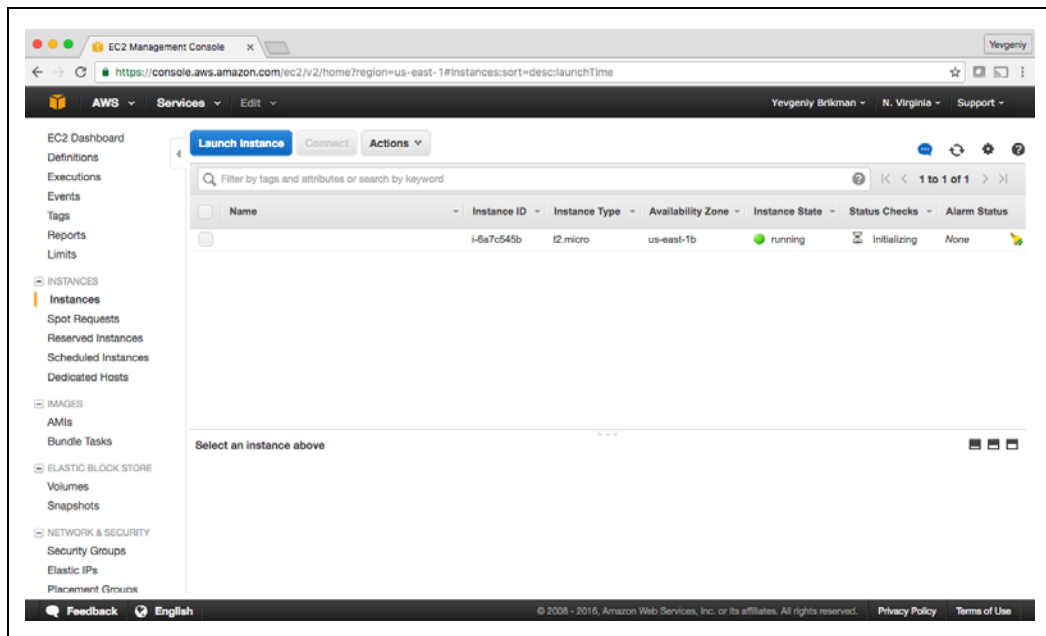 EC2 Management Console
Yevgeniy
https://console.aws.amazon.com/ec2/v2/home?region=us-east-1#Instances:sort=desc:launchTime
AWS Services Edit Yevgeniy Brikman N. Virginia Support
EC2 Dashboard
Definitions
Executions
Events
Tags
Reports
Limits
INSTANCES
Instances
Spot Requests
Reserved Instances
Scheduled Instances
Dedicated Hosts
IMAGES
AMIs
Bundle Tasks
ELASTIC BLOCK STORE
Volumes
Snapshots
NETWORK & SECURITY
Security Groups
Elastic IPs
Placement Groups
Launch Instance Connect Actions
Filter by tags and attributes or search by keyword
1 to 1 of 1
Name Instance ID Instance Type Availability Zone Instance State Status Checks Alarm Status
i-6a7c545b t2.micro us-east-1b running Initializing None
Select an instance above
Feedback English © 2008 - 2016, Amazon Web Services, Inc. or its affiliates. All rights reserved. Privacy Policy Terms of Use